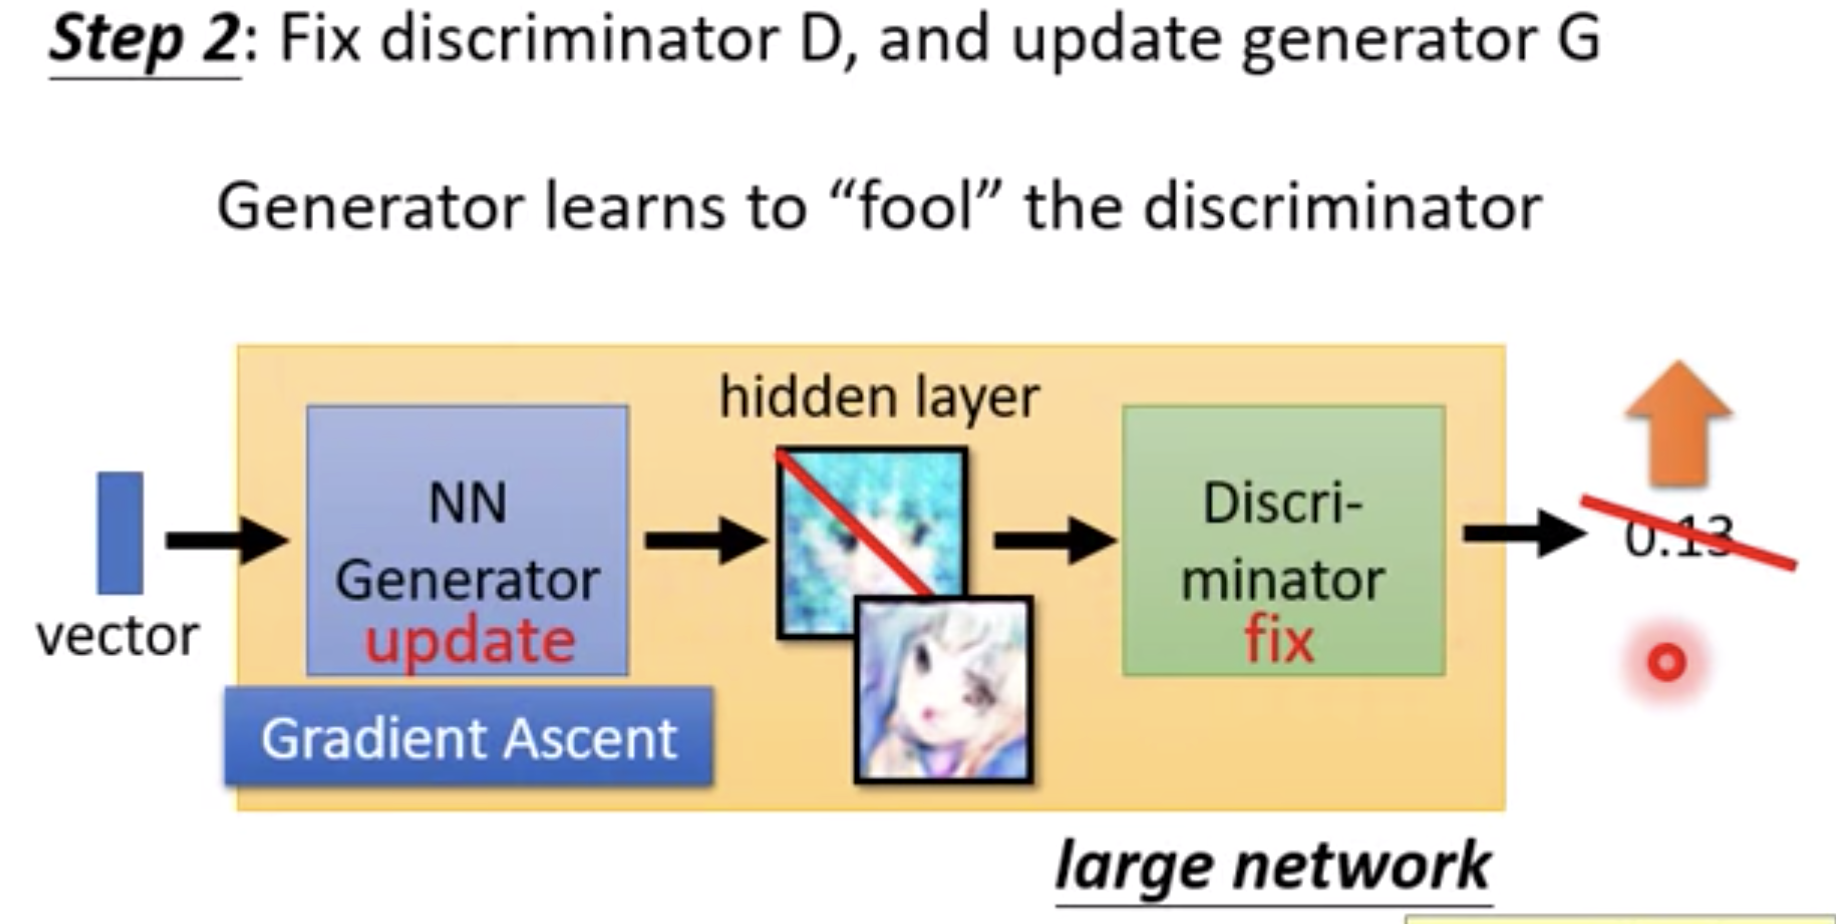 Step 2: Fix discriminator D, and update generator G
Generator learns to “fool” the discriminator
hidden layer
NN
Generator
update
Discri-
minator
fix
0.13
vector
Gradient Ascent
large network